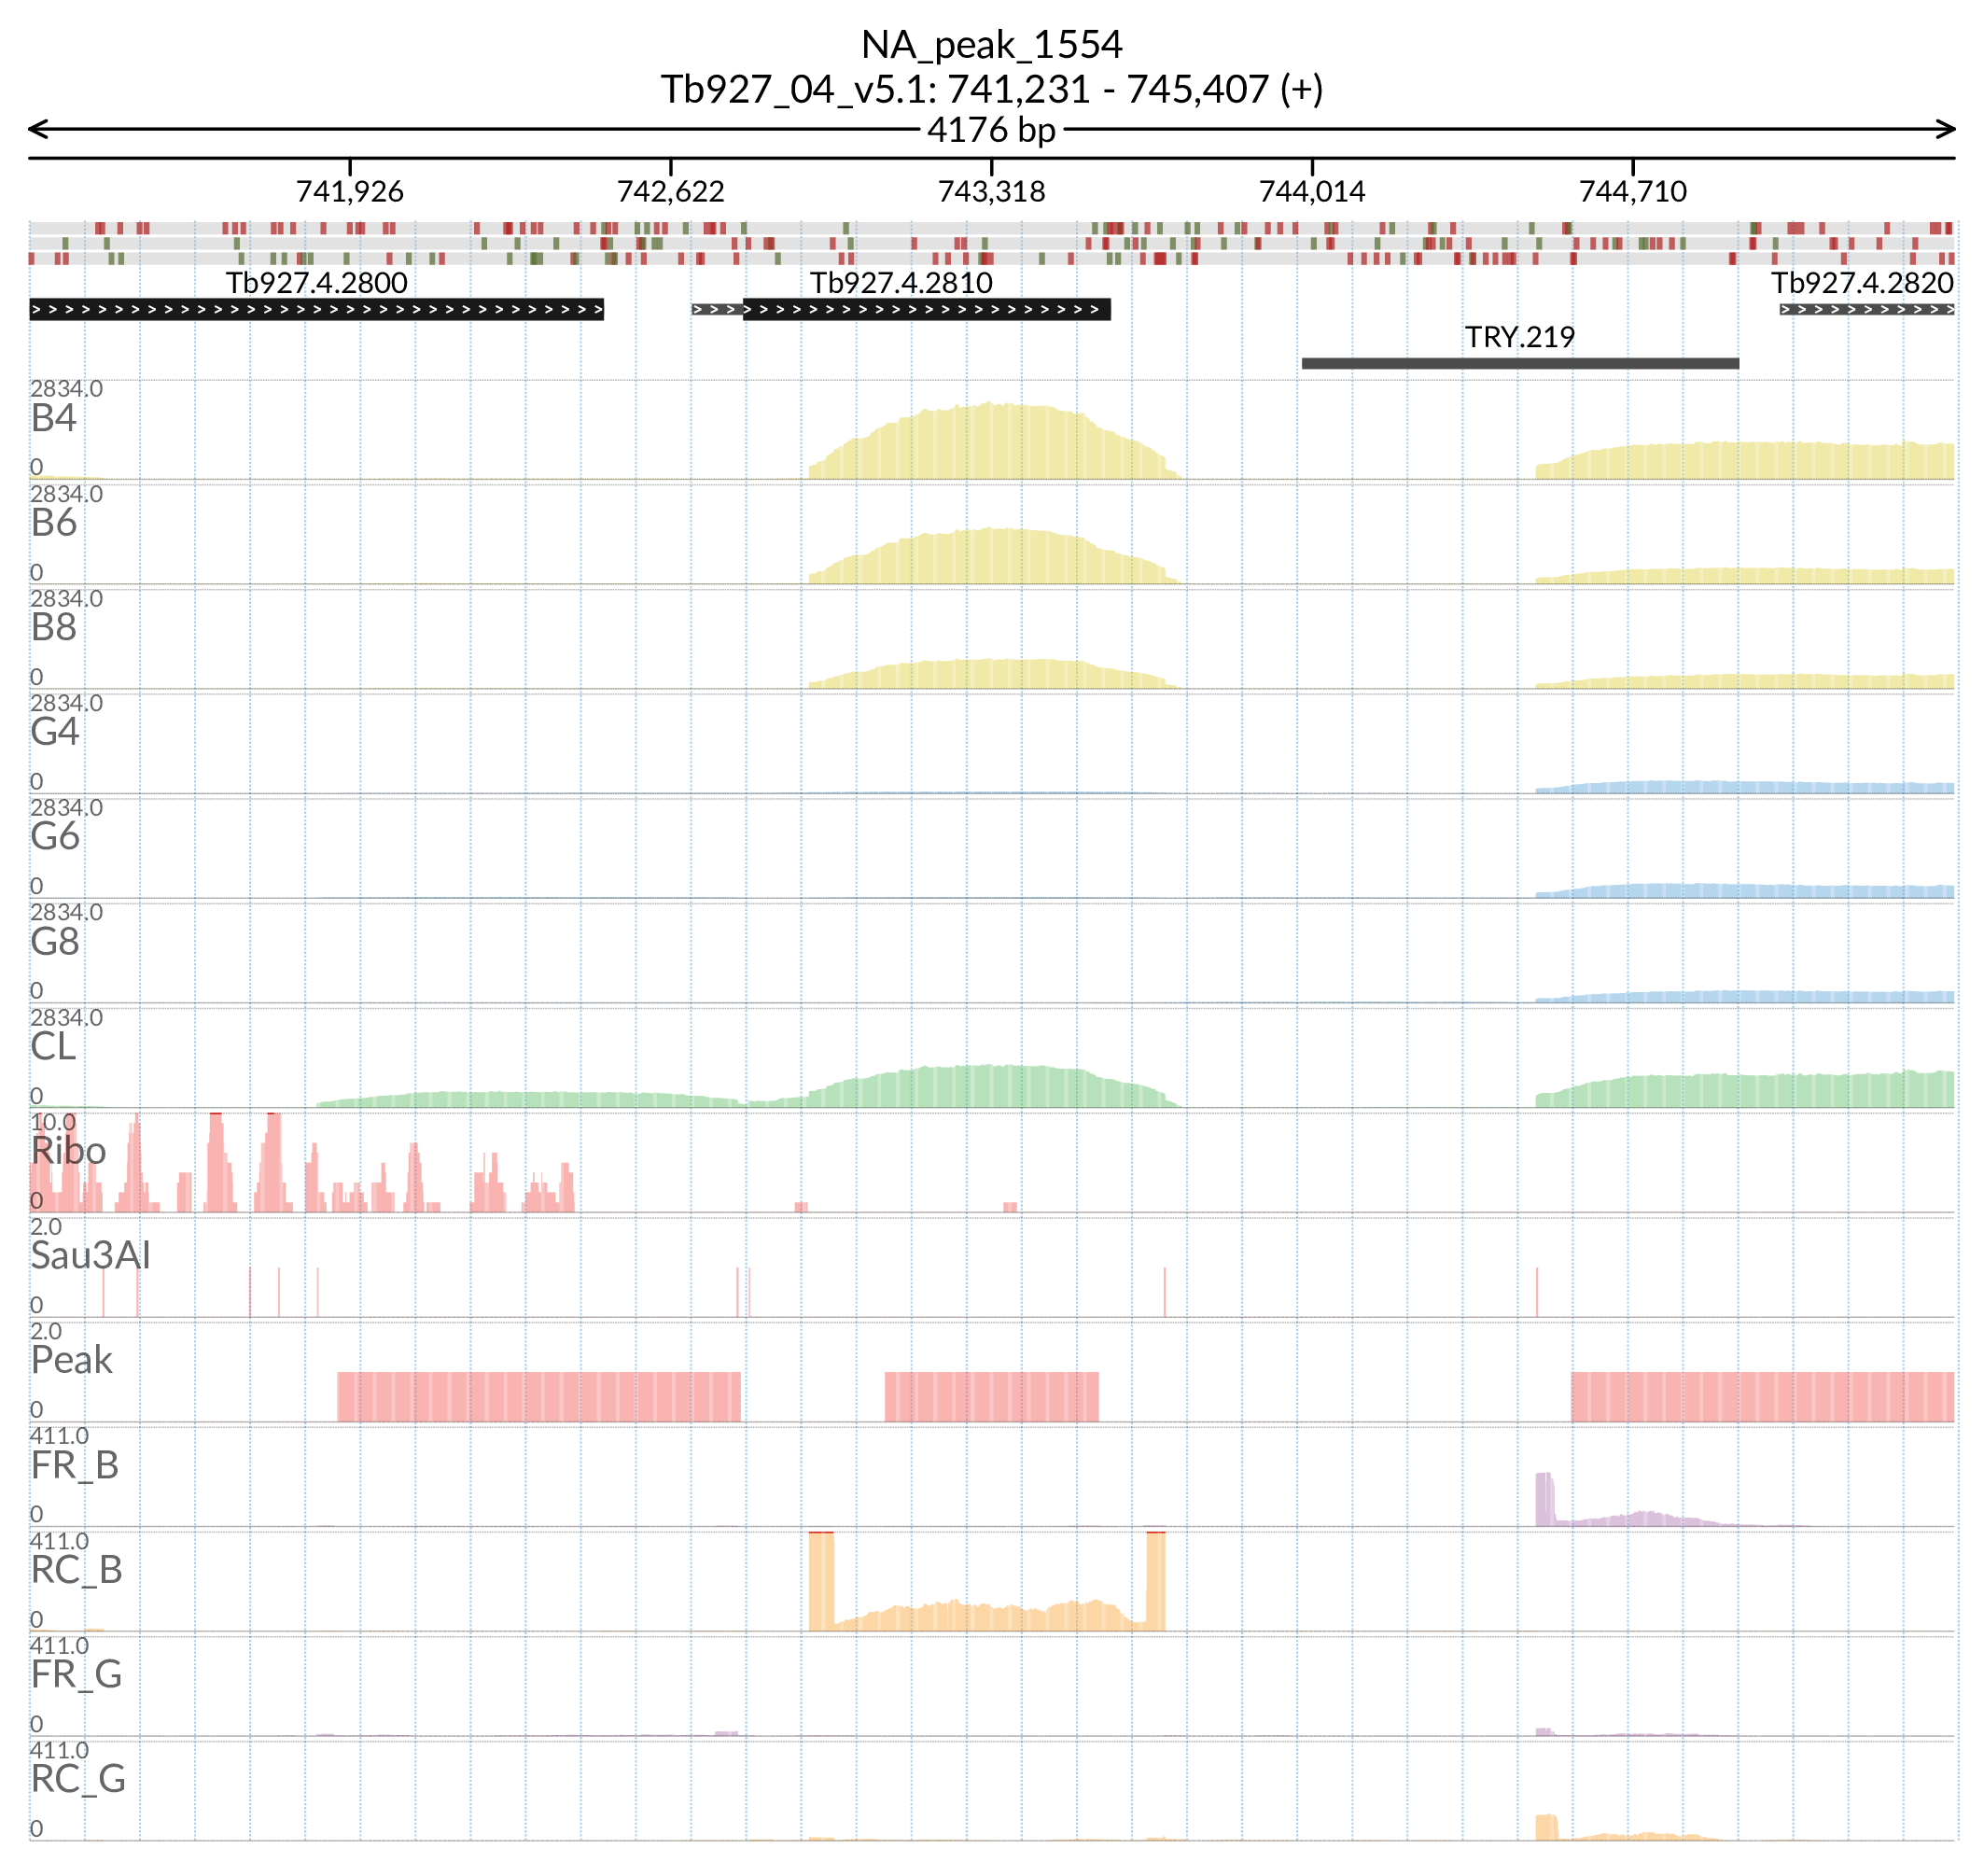 NA_peak_1554
Tb927_04_v5.1: 741,231 - 745,407 (+)
4176 bp
741,926 742,622 743,318 744,014 744,710
Tb927.4.2800 Tb927.4.2810 Tb927.4.2820
TRY.219
2834.0
B4
0
2834.0
B6
0
2834.0
B8
0
2834.0
G4
0
2834.0
G6
0
2834.0
G8
0
2834.0
CL
0
10.0
Ribo
0
2.0
Sau3AI
0
2.0
Peak
0
411.0
FR_B
0
411.0
RC_B
0
411.0
FR_G
0
411.0
RC_G
0